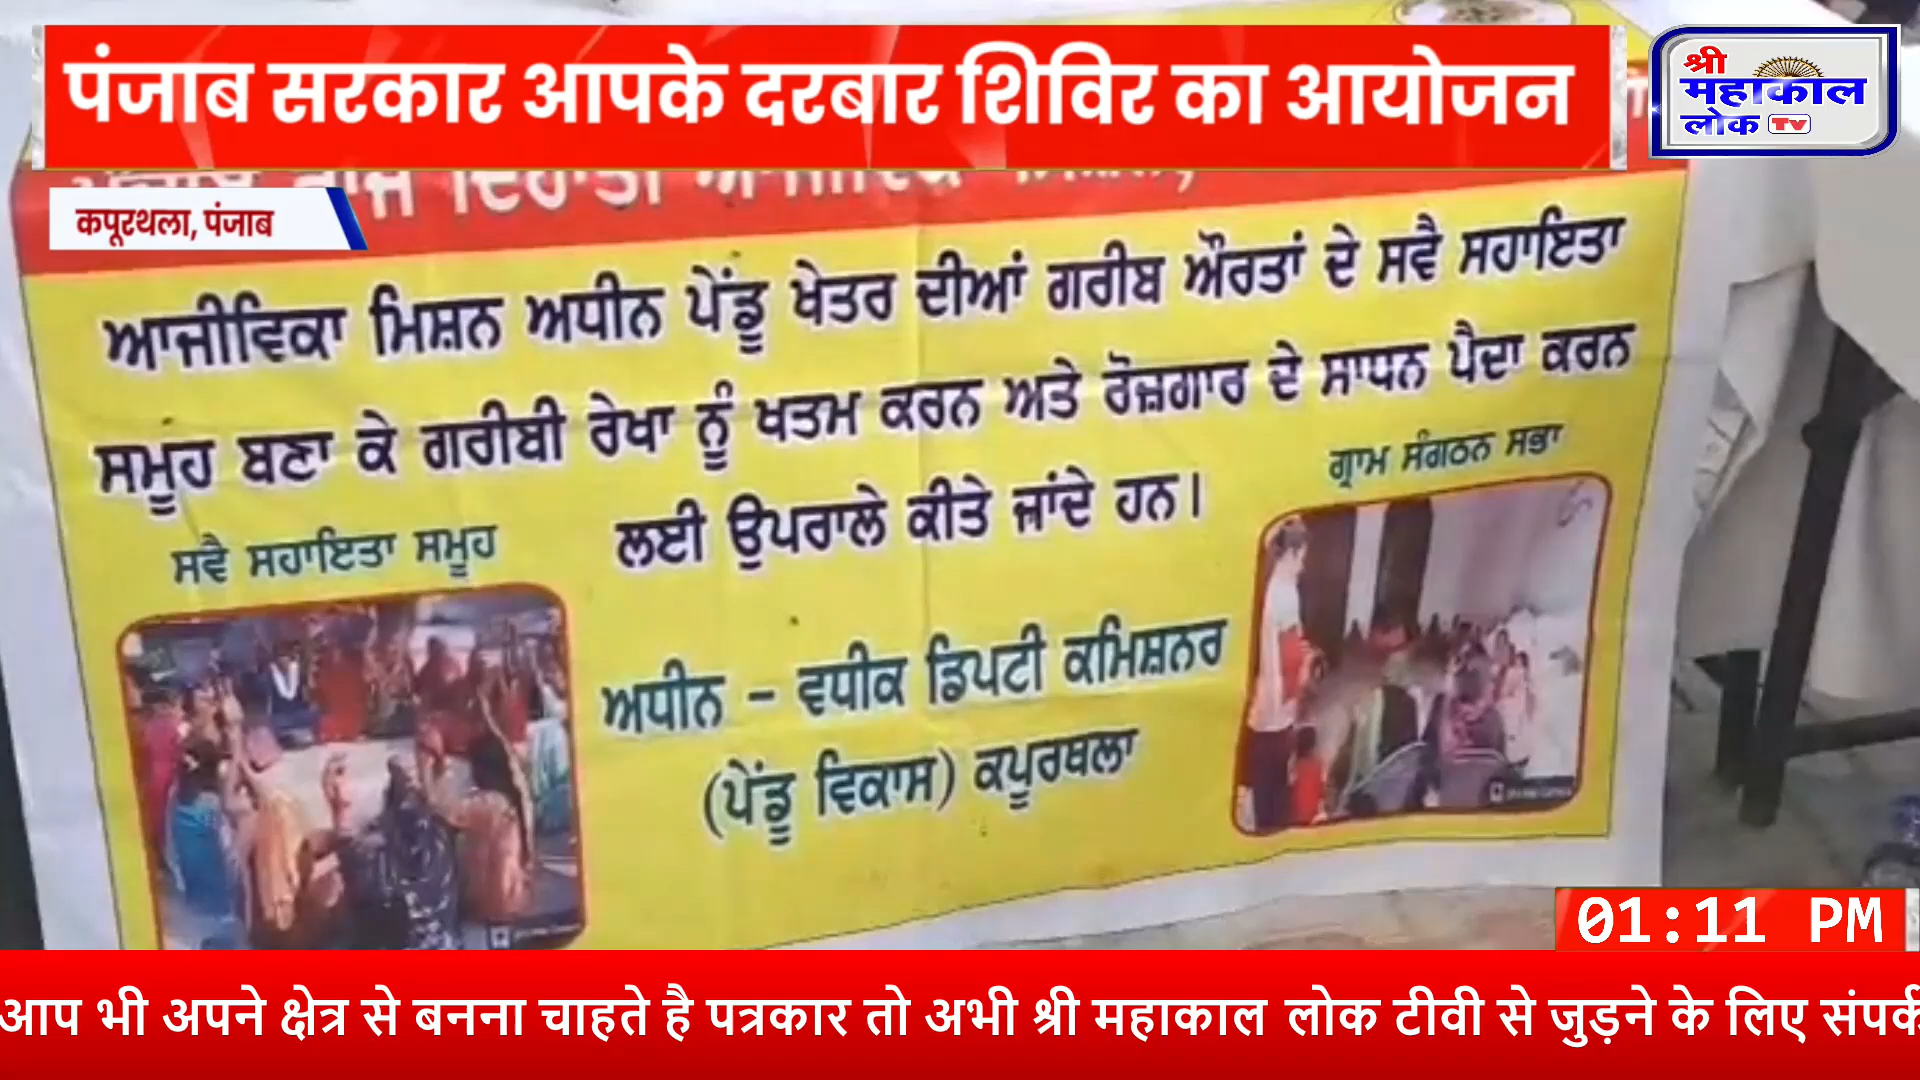 पंजाब सरकार आपके दरबार शिविर का आयोजन
श्री
महाकाल
लोक Tv
कपूरथला, पंजाब
ਆਜੀਵਿਕਾ ਮਿਸ਼ਨ ਅਧੀਨ ਪੇਂਡੂ ਖੇਤਰ ਦੀਆਂ ਗਰੀਬ ਔਰਤਾਂ ਦੇ ਸਵੈ ਸਹਾਇਤਾ
ਸਮੂਹ ਬਣਾ ਕੇ ਗਰੀਬੀ ਰੇਖਾ ਨੂੰ ਖਤਮ ਕਰਨ ਅਤੇ ਰੋਜ਼ਗਾਰ ਦੇ ਸਾਧਨ ਪੈਦਾ ਕਰਨ
ਲਈ ਉਪਰਾਲੇ ਕੀਤੇ ਜਾਂਦੇ ਹਨ।
ਗ੍ਰਾਮ ਸੰਗਠਨ ਸਭਾ
ਸਵੈ ਸਹਾਇਤਾ ਸਮੂਹ
ਅਧੀਨ - ਵਧੀਕ ਡਿਪਟੀ ਕਮਿਸ਼ਨਰ
(ਪੇਂਡੂ ਵਿਕਾਸ) ਕਪੂਰਥਲਾ
01:11 PM
आप भी अपने क्षेत्र से बनना चाहते है पत्रकार तो अभी श्री महाकाल लोक टीवी से जुड़ने के लिए संपर्क